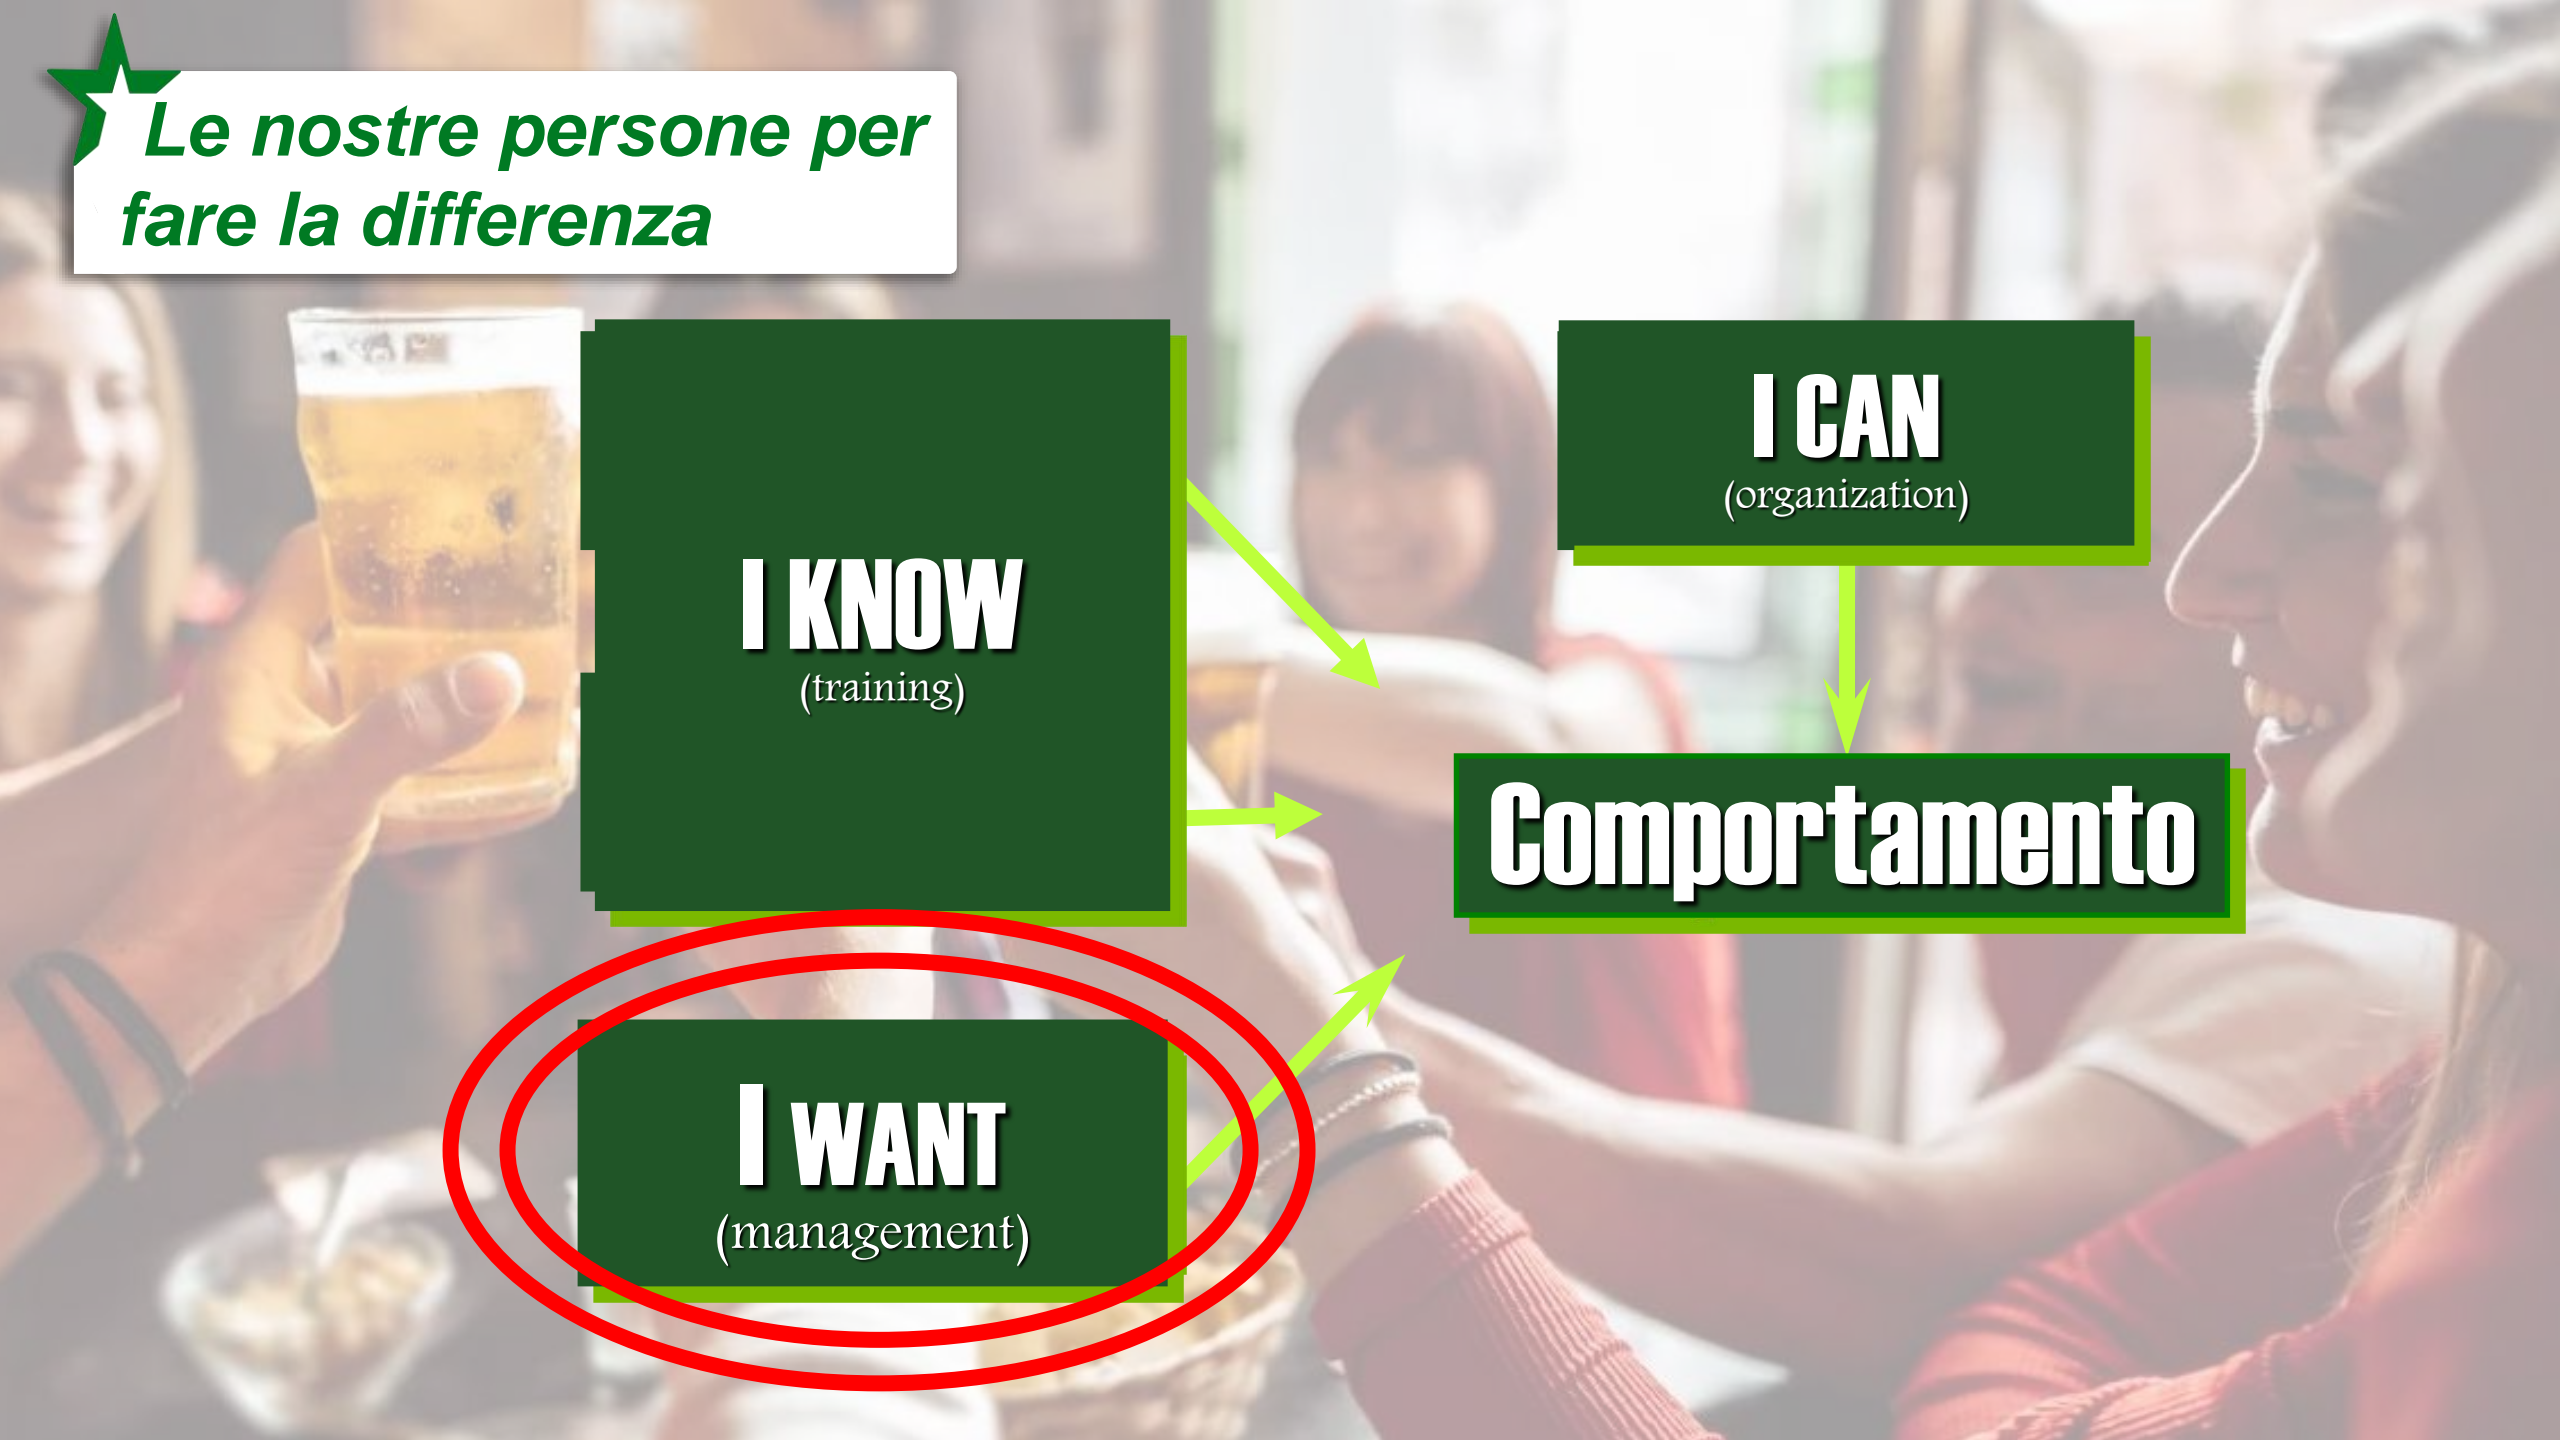 Le nostre persone per
fare la differenza
I KNOW
(training)
I CAN
(organization)
Comportamento
I WANT
(management)